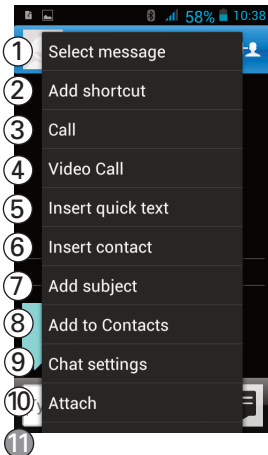 58% 10:38
1 Select message
2 Add shortcut
3 Call
4 Video Call
5 Insert quick text
6 Insert contact
7 Add subject
8 Add to Contacts
9 Chat settings
10 Attach
11